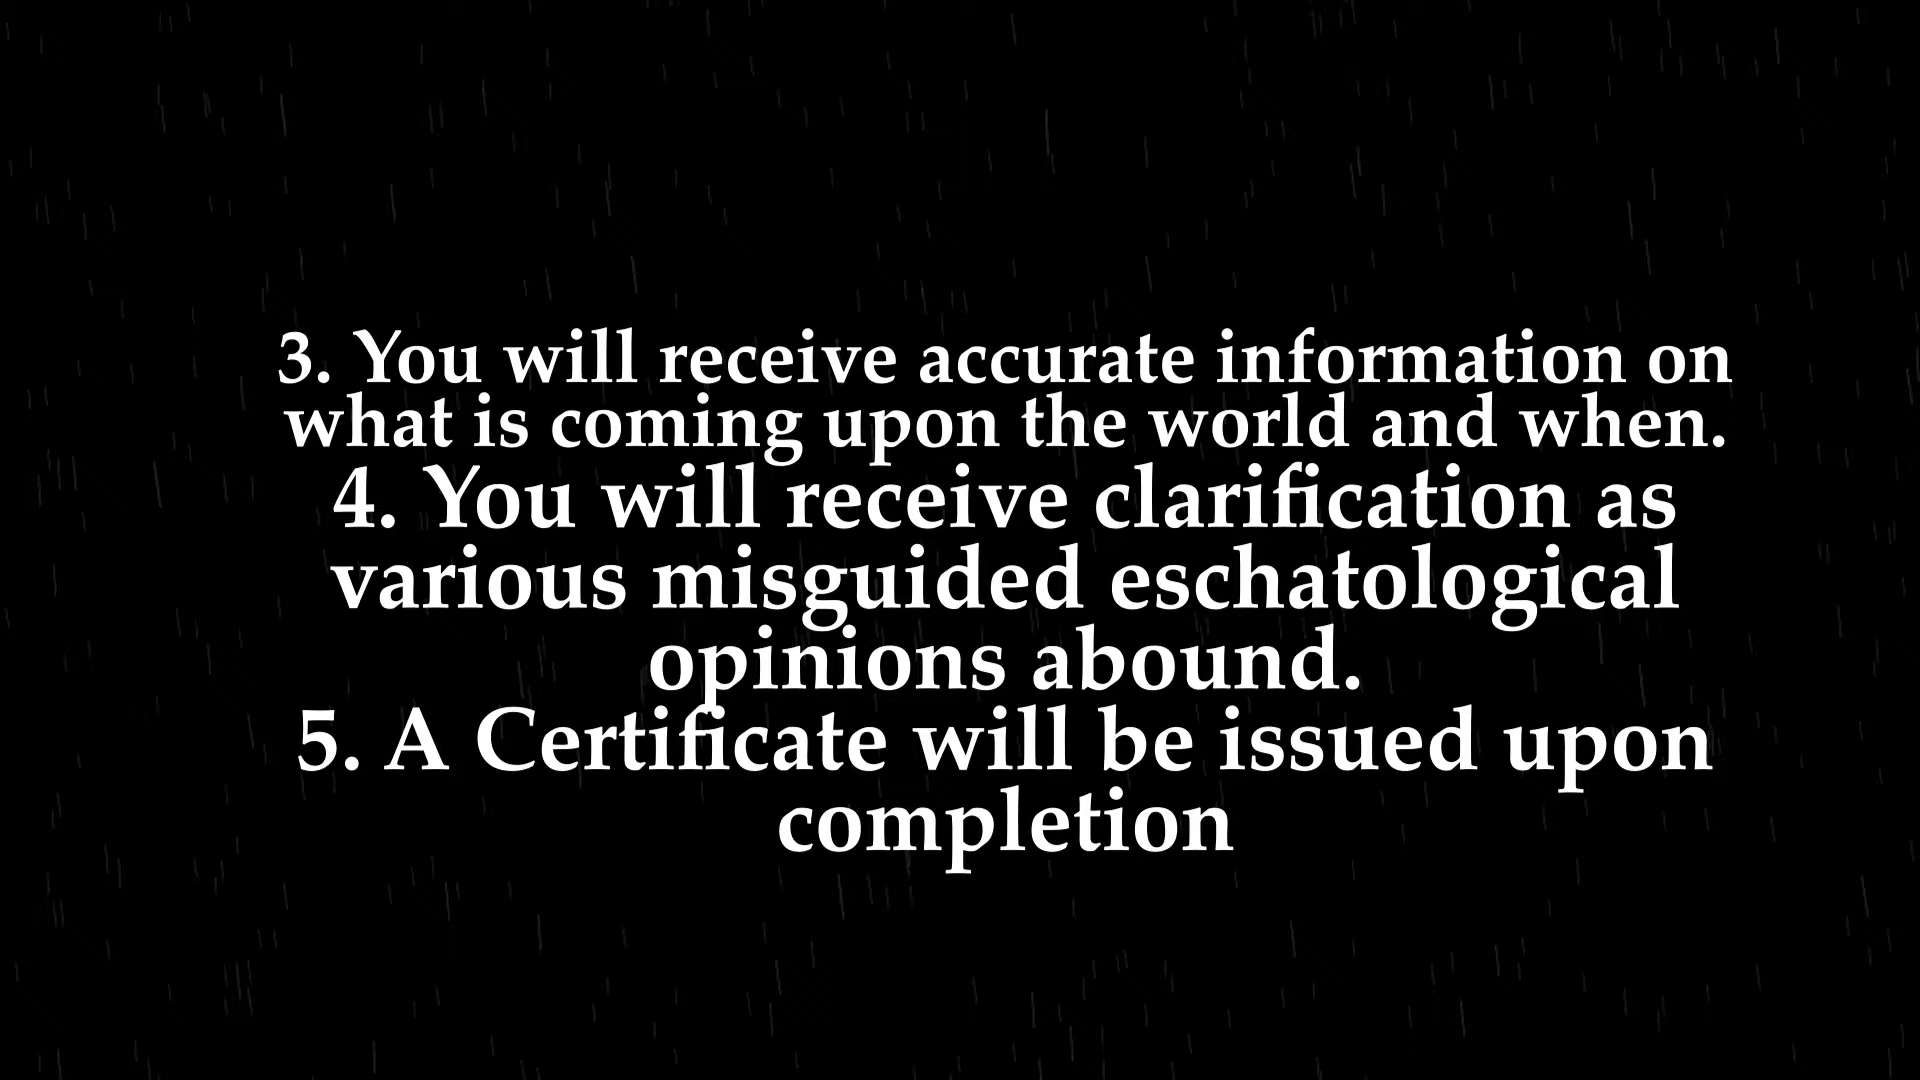 3. You will receive accurate information on
what is coming upon the world and when.
4. You will receive clarification as
various misguided eschatological
opinions abound.
5. A Certificate will be issued upon
completion